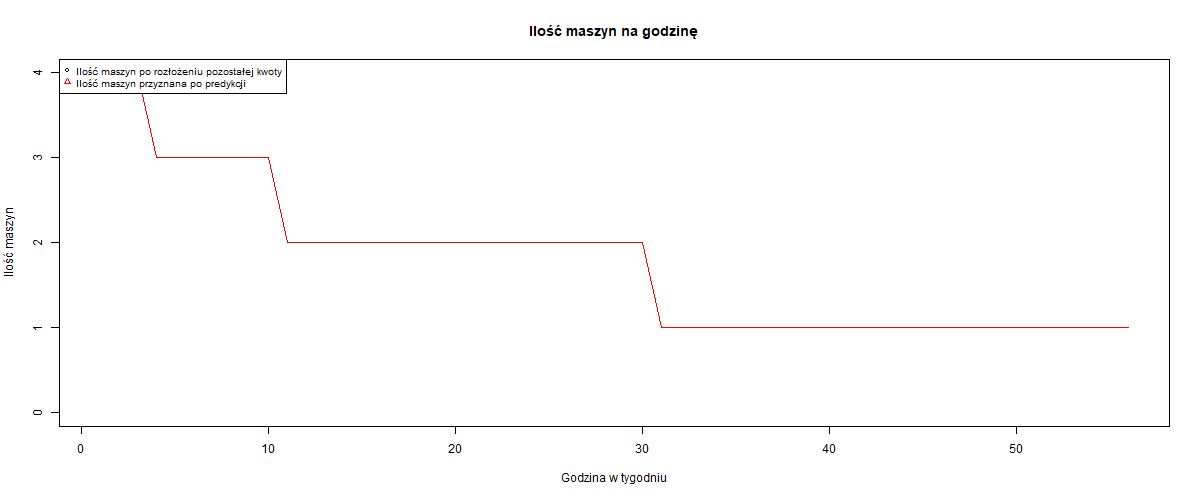 Ilość maszyn na godzinę
Ilość maszyn po rozłożeniu pozostałej kwoty
Ilość maszyn przyznana po predykcji
Ilość maszyn
4
3
2
1
0
0 10 20 30 40 50
Godzina w tygodniu